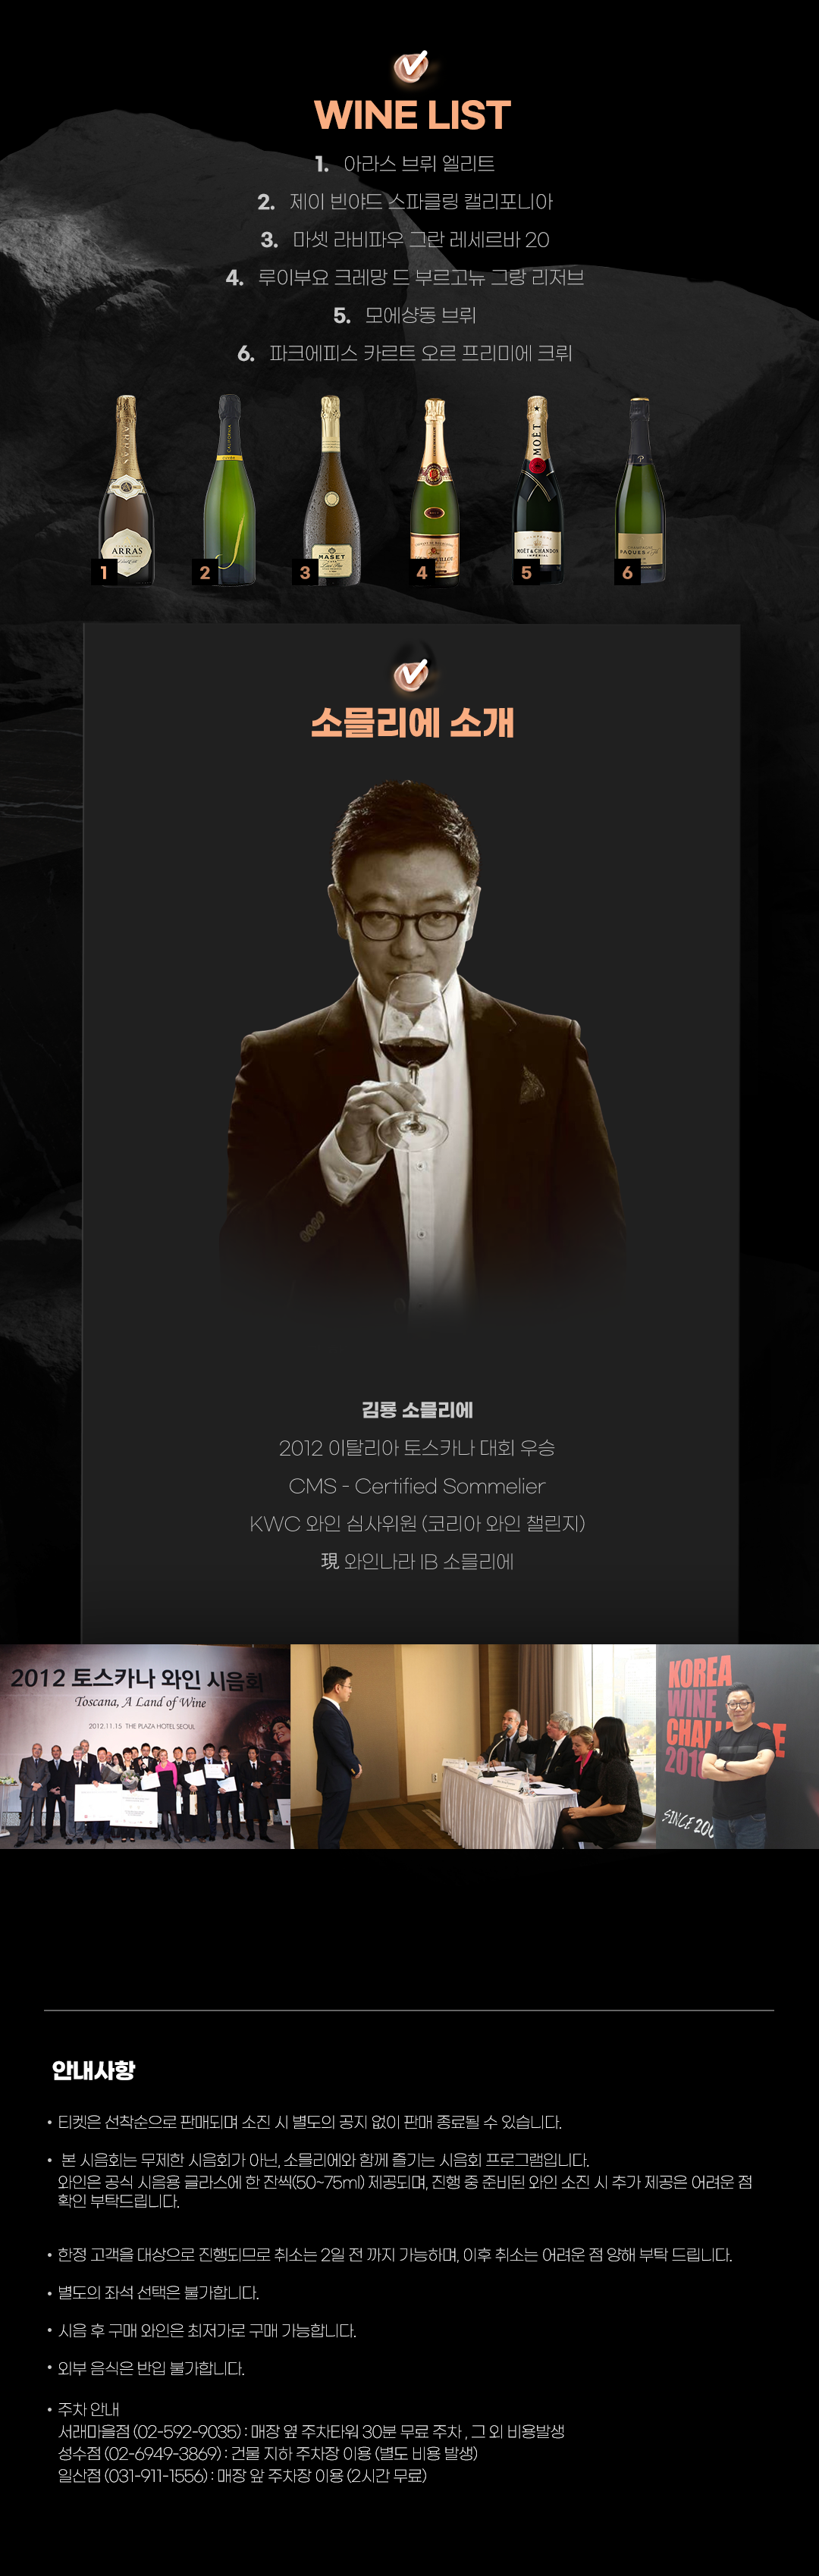 WINE LIST
1. 아라스 브뤼 엘리트
2. 제이 빈야드 스파클링 캘리포니아
3. 마셋 라비파우 그란 레세르바 20
4. 루이부요 크레망 드 부르고뉴 그랑 리저브
5. 모에샹동 브뤼
6. 파크에피스 카르트 오르 프리미에 크뤼
ARRAS
CALIFORNIA
MASET
MOËT
MOËT & CHANDON
IMPÉRIAL
1 2 3 4 5 6
소믈리에 소개
김룡 소믈리에
2012 이탈리아 토스카나 대회 우승
CMS - Certified Sommelier
KWC 와인 심사위원 (코리아 와인 챌린지)
現 와인나라 IB 소믈리에
2012 토스카나 와인 시음회
Toscana, A Land of Wine
2012.11.15 THE PLAZA HOTEL SEOUL
KOREA
WINE
2018
SINCE
안내사항
• 티켓은 선착순으로 판매되며 소진 시 별도의 공지 없이 판매 종료될 수 있습니다.
• 본 시음회는 무제한 시음회가 아닌, 소믈리에와 함께 즐기는 시음회 프로그램입니다.
와인은 공식 시음용 글라스에 한 잔씩(50~75ml) 제공되며, 진행 중 준비된 와인 소진 시 추가 제공은 어려운 점
확인 부탁드립니다.
• 한정 고객을 대상으로 진행되므로 취소는 2일 전 까지 가능하며, 이후 취소는 어려운 점 양해 부탁 드립니다.
• 별도의 좌석 선택은 불가합니다.
• 시음 후 구매 와인은 최저가로 구매 가능합니다.
• 외부 음식은 반입 불가합니다.
• 주차 안내
서래마을점 (02-592-9035) : 매장 옆 주차타워 30분 무료 주차 , 그 외 비용발생
성수점 (02-6949-3869) : 건물 지하 주차장 이용 (별도 비용 발생)
일산점 (031-911-1556) : 매장 앞 주차장 이용 (2시간 무료)